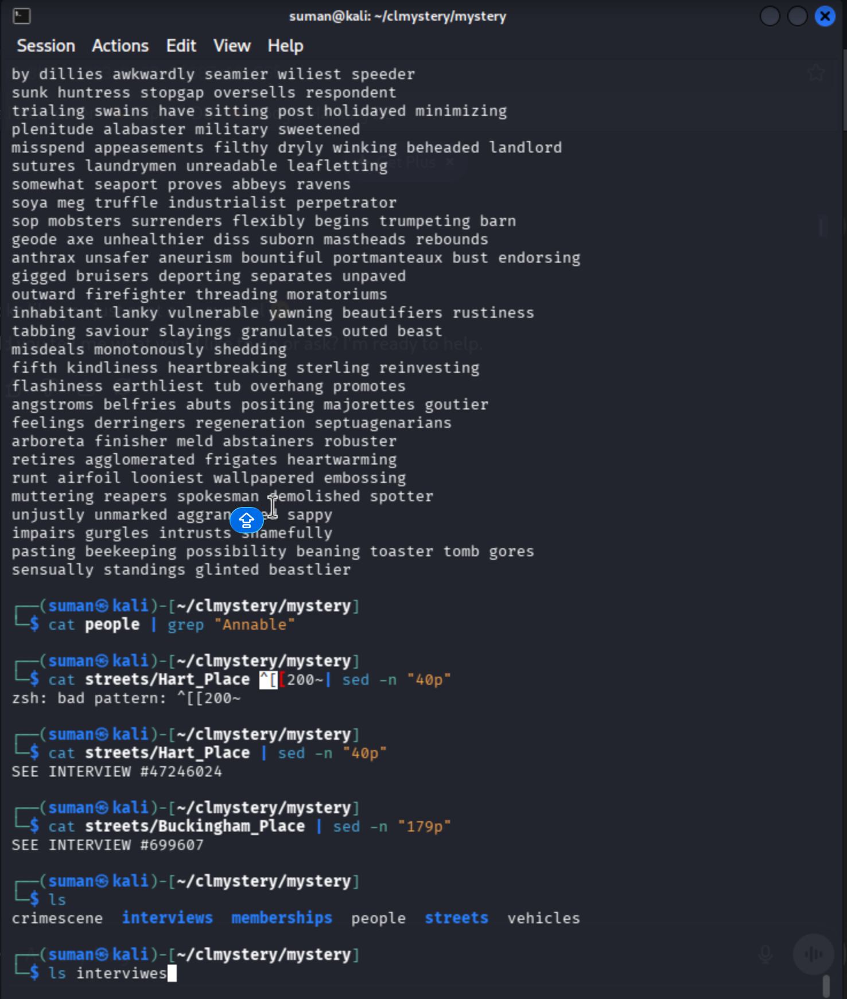 suman@kali: ~/clmystery/mystery
Session Actions Edit View Help
by dillies awkwardly seamier wiliest speeder
sunk huntress stopgap oversells respondent
trialing swains have sitting post holidayed minimizing
plenitude alabaster military sweetened
misspend appeasements filthy dryly winking beheaded landlord
sutures laundrymen unreadable leafletting
somewhat seaport proves abbeys ravens
soya meg truffle industrialist perpetrator
sop mobsters surrenders flexibly begins trumpeting barn
geode axe unhealthier diss suborn mastheads rebounds
anthrax unsafer aneurism bountiful portmanteaux bust endorsing
gigged bruisers deporting separates unpaved
outward firefighter threading moratoriums
inhabitant lanky vulnerable yawning beautifiers rustiness
tabbing saviour slayings granulates outed beast
misdeals monotonously shedding
fifth kindliness heartbreaking sterling reinvesting
flashiness earthliest tub overhang promotes
angstroms belfries abuts positing majorettes goutier
feelings derringers regeneration septuagenarians
arboreta finisher meld abstainers robuster
retires agglomerated frigates heartwarming
runt airfoil looniest wallpapered embossing
muttering reapers spokesman demolished spotter
unjustly unmarked sappy
impairs gurgles intrusts shamefully
pasting beekeeping possibility beaning toaster tomb gores
sensually standings glinted beastlier
┌──(suman㉿kali)-[~/clmystery/mystery]
└─$ cat people | grep "Annable"
┌──(suman㉿kali)-[~/clmystery/mystery]
└─$ cat streets/Hart_Place ^[[200~| sed -n "40p"
zsh: bad pattern: ^[[200~
┌──(suman㉿kali)-[~/clmystery/mystery]
└─$ cat streets/Hart_Place | sed -n "40p"
SEE INTERVIEW #47246024
┌──(suman㉿kali)-[~/clmystery/mystery]
└─$ cat streets/Buckingham_Place | sed -n "179p"
SEE INTERVIEW #699607
┌──(suman㉿kali)-[~/clmystery/mystery]
└─$ ls
crimescene interviews memberships people streets vehicles
┌──(suman㉿kali)-[~/clmystery/mystery]
└─$ ls interviwes